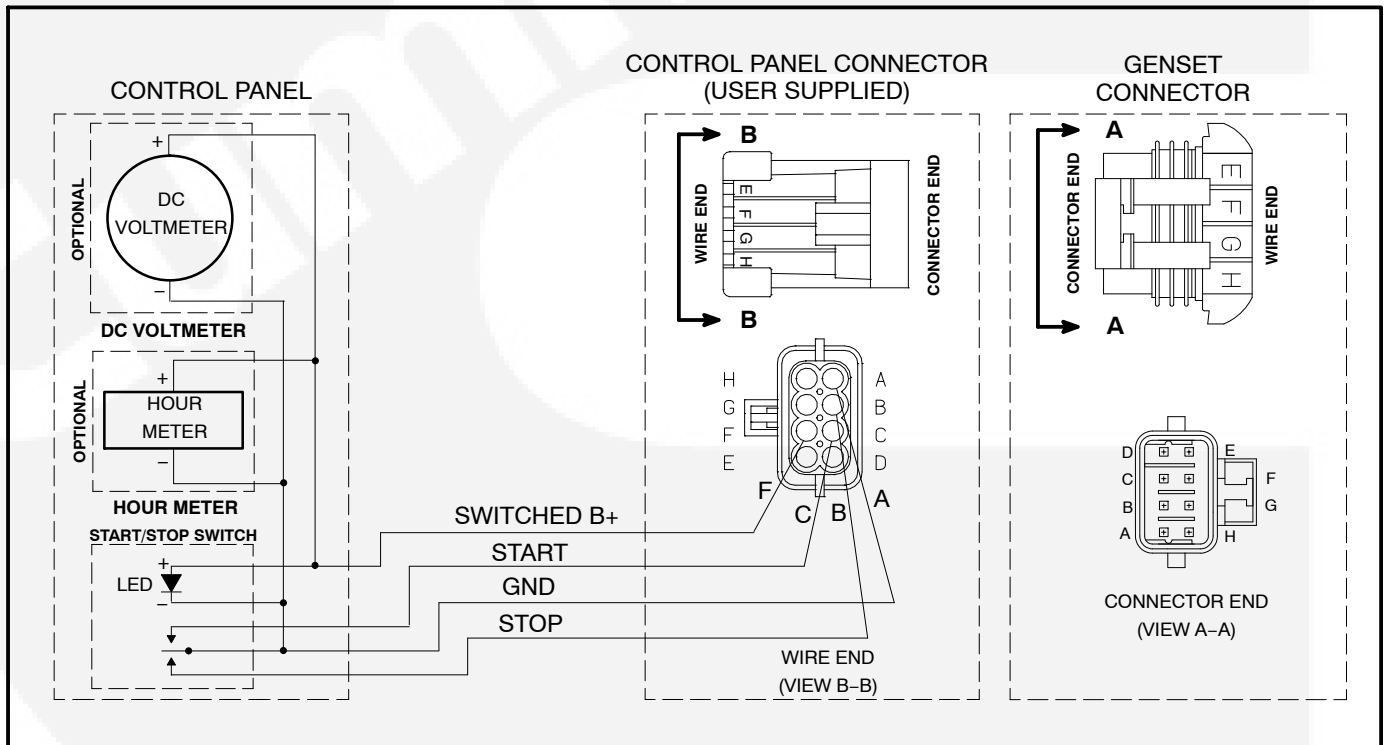 CONTROL PANEL
OPTIONAL
+
DC
VOLTMETER
−
DC VOLTMETER
OPTIONAL
+
HOUR
METER
−
HOUR METER
START/STOP SWITCH
+
LED
−
SWITCHED B+
START
GND
STOP
CONTROL PANEL CONNECTOR
(USER SUPPLIED)
B
WIRE END
E
F
G
H
CONNECTOR END
B
H A
G B
F C
E D
F C B A
WIRE END
(VIEW B−B)
GENSET
CONNECTOR
A
CONNECTOR END
E
F
G
H
WIRE END
A
D E
C F
B G
A H
CONNECTOR END
(VIEW A−A)